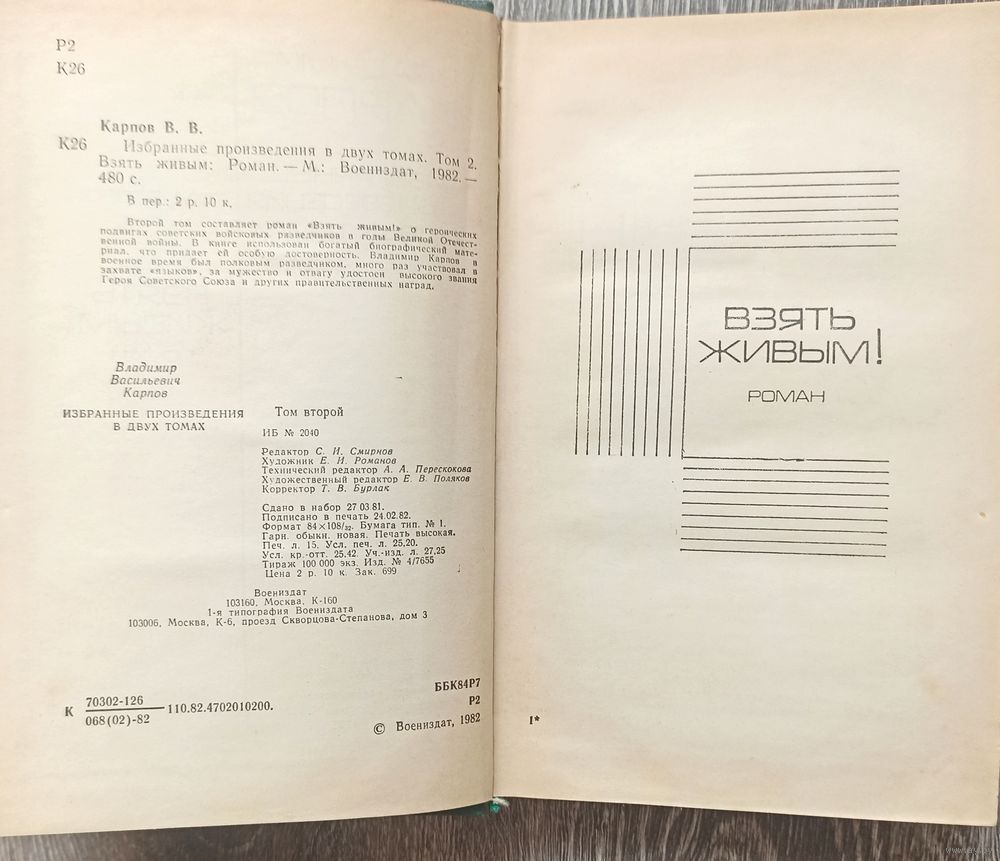 Р2
К26
Карпов В. В.
К26 Избранные произведения в двух томах. Том 2.
Взять живым: Роман. — М.: Воениздат, 1982. —
480 с.
В пер.: 2 р. 10 к.
Второй том составляет роман «Взять живым!» о героических
подвигах советских войсковых разведчиков в годы Великой Отечест-
венной войны. В книге использован богатый биографический мате-
риал, что придает ей особую достоверность. Владимир Карпов в
военное время был полковым разведчиком, много раз участвовал в
захвате «языков», за мужество и отвагу удостоен высокого звания
Героя Советского Союза и других правительственных наград.
Владимир
Васильевич
Карпов
ИЗБРАННЫЕ ПРОИЗВЕДЕНИЯ
В ДВУХ ТОМАХ
Том второй
ИБ № 2040
Редактор С. И. Смирнов
Художник Е. И. Романов
Технический редактор А. А. Перескокова
Художественный редактор Е. В. Поляков
Корректор Т. В. Бурлак
Сдано в набор 27.03.81.
Подписано в печать 24.02.82.
Формат 84×108/32. Бумага тип. № 1.
Гарн. обыкн. новая. Печать высокая.
Печ. л. 15. Усл. печ. л. 25,20.
Усл. кр.-отт. 25,42. Уч.-изд. л. 27,25
Тираж 100 000 экз. Изд. № 4/7655
Цена 2 р. 10 к. Зак. 699
Воениздат
103160, Москва, К-160
1-я типография Воениздата
103006, Москва, К-6, проезд Скворцова-Степанова, дом 3
К 70302-126
068(02)-82
110.82.4702010200.
ББК84Р7
Р2
© Воениздат, 1982
ВЗЯТЬ
ЖИВЫМ!
РОМАН
1*